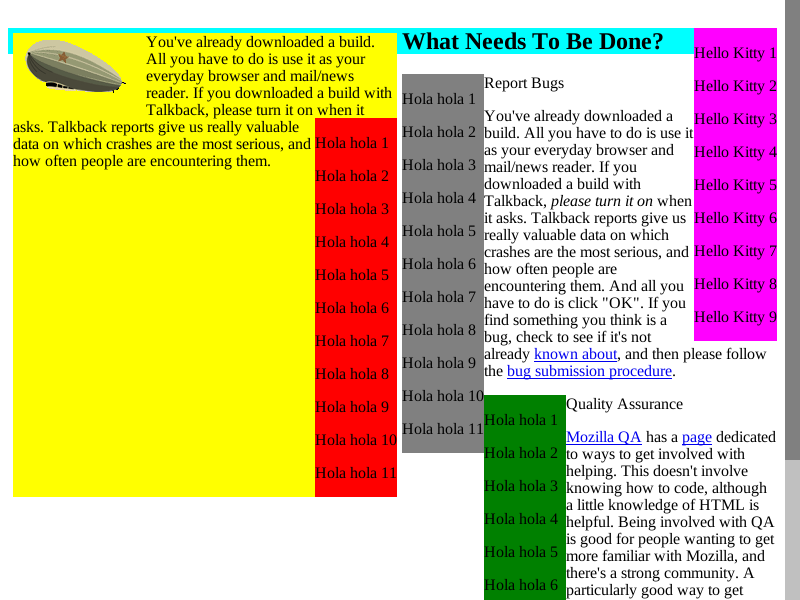 You've already downloaded a build.
All you have to do is use it as your
everyday browser and mail/news
reader. If you downloaded a build with
Talkback, please turn it on when it
asks. Talkback reports give us really valuable
data on which crashes are the most serious, and
how often people are encountering them.
Hola hola 1
Hola hola 2
Hola hola 3
Hola hola 4
Hola hola 5
Hola hola 6
Hola hola 7
Hola hola 8
Hola hola 9
Hola hola 10
Hola hola 11
What Needs To Be Done?
Hola hola 1
Hola hola 2
Hola hola 3
Hola hola 4
Hola hola 5
Hola hola 6
Hola hola 7
Hola hola 8
Hola hola 9
Hola hola 10
Hola hola 11
Report Bugs
You've already downloaded a
build. All you have to do is use it
as your everyday browser and
mail/news reader. If you
downloaded a build with
Talkback, please turn it on when
it asks. Talkback reports give us
really valuable data on which
crashes are the most serious, and
how often people are
encountering them. And all you
have to do is click "OK". If you
find something you think is a
bug, check to see if it's not
already known about, and then please follow
the bug submission procedure.
Hello Kitty 1
Hello Kitty 2
Hello Kitty 3
Hello Kitty 4
Hello Kitty 5
Hello Kitty 6
Hello Kitty 7
Hello Kitty 8
Hello Kitty 9
Hola hola 1
Hola hola 2
Hola hola 3
Hola hola 4
Hola hola 5
Hola hola 6
Quality Assurance
Mozilla QA has a page dedicated
to ways to get involved with
helping. This doesn't involve
knowing how to code, although
a little knowledge of HTML is
helpful. Being involved with QA
is good for people wanting to get
more familiar with Mozilla, and
there's a strong community. A
particularly good way to get